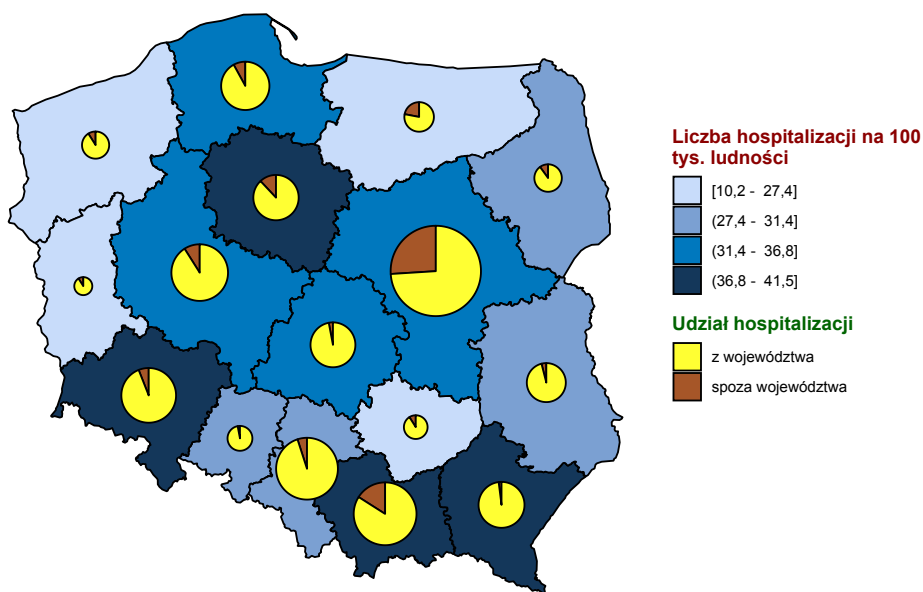 Liczba hospitalizacji na 100
tys. ludności
[10,2 - 27,4]
(27,4 - 31,4]
(31,4 - 36,8]
(36,8 - 41,5]
Udział hospitalizacji
z województwa
spoza województwa